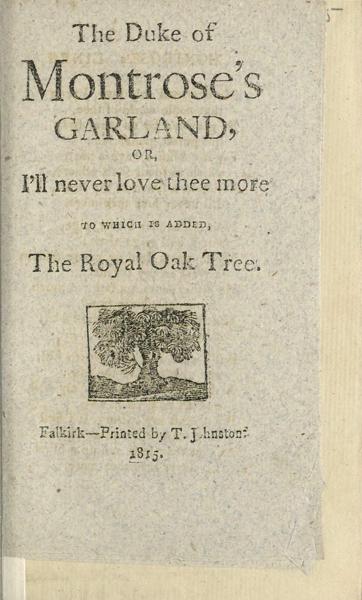 The Duke of
Montrose's
GARLAND,
OR,
I'll never love thee more
TO WHICH IS ADDED,
The Royal Oak Tree.
Falkirk—Printed by T. Johnston.
1815.